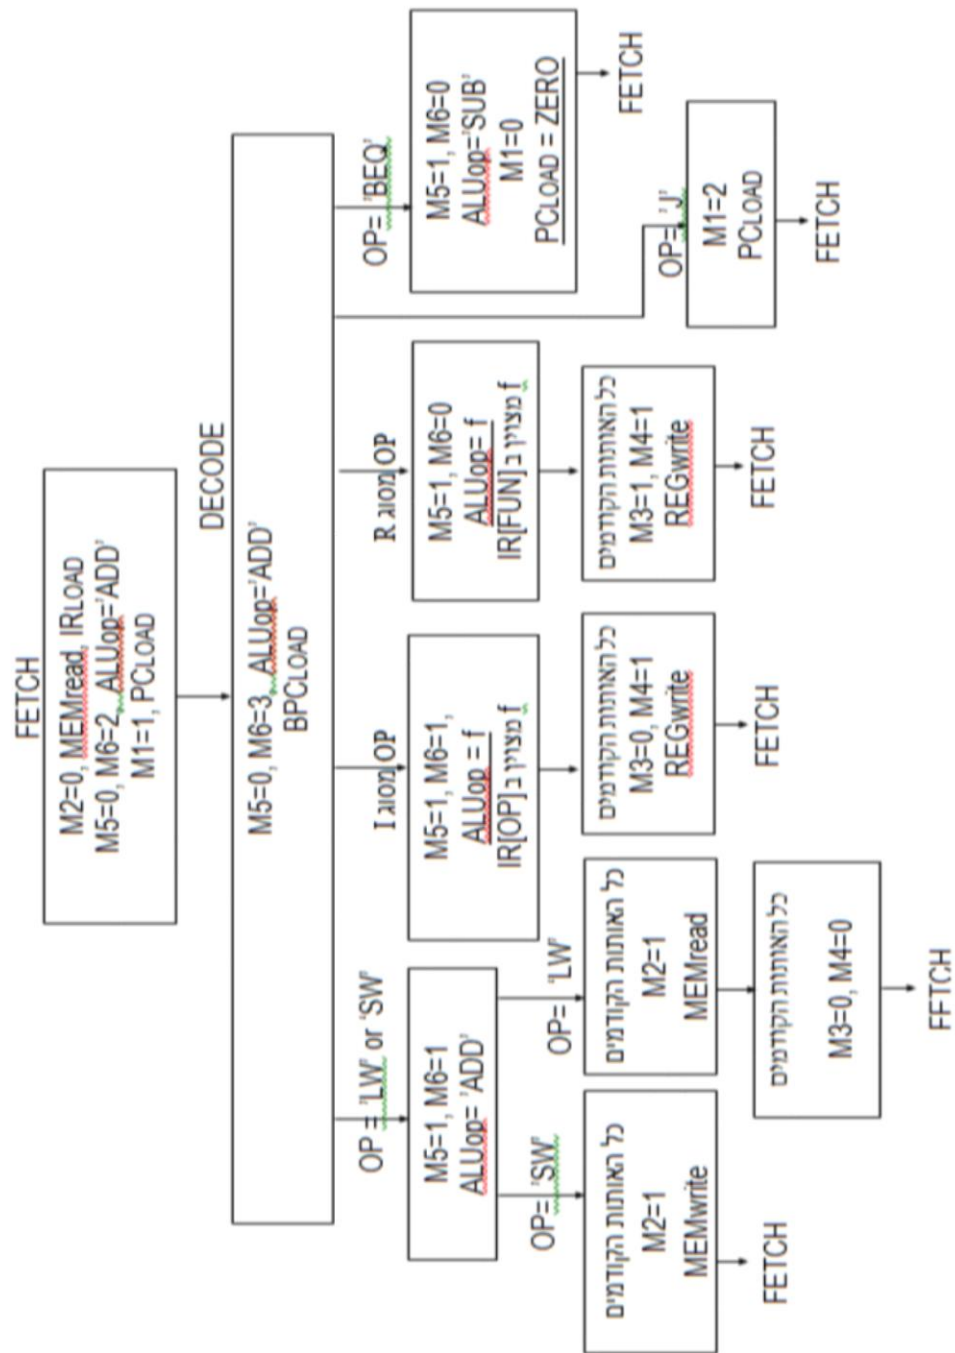 FETCH
M2=0, MEMread, IRLOAD
M5=0, M6=2, ALUop='ADD'
M1=1, PCLOAD
DECODE
M5=0, M6=3, ALUop='ADD'
BPCLOAD
OP = 'LW' or 'SW'
M5=1, M6=1
ALUop= 'ADD'
OP= 'SW'
כל האותות הקודמים
M2=1
MEMwrite
FETCH
OP= 'LW'
כל האותות הקודמים
M2=1
MEMread
כל האותות הקודמים
M3=0, M4=0
FETCH
OP מסוג I
M5=1, M6=1,
ALUop = f
f מצוין ב IR[OP]
כל האותות הקודמים
M3=0, M4=1
REGwrite
FETCH
OP מסוג R
M5=1, M6=0
ALUop= f
f מצוין ב IR[FUN]
כל האותות הקודמים
M3=1, M4=1
REGwrite
FETCH
OP= 'J'
M1=2
PCLOAD
FETCH
OP= 'BEQ'
M5=1, M6=0
ALUop='SUB'
M1=0
PCLOAD = ZERO
FETCH